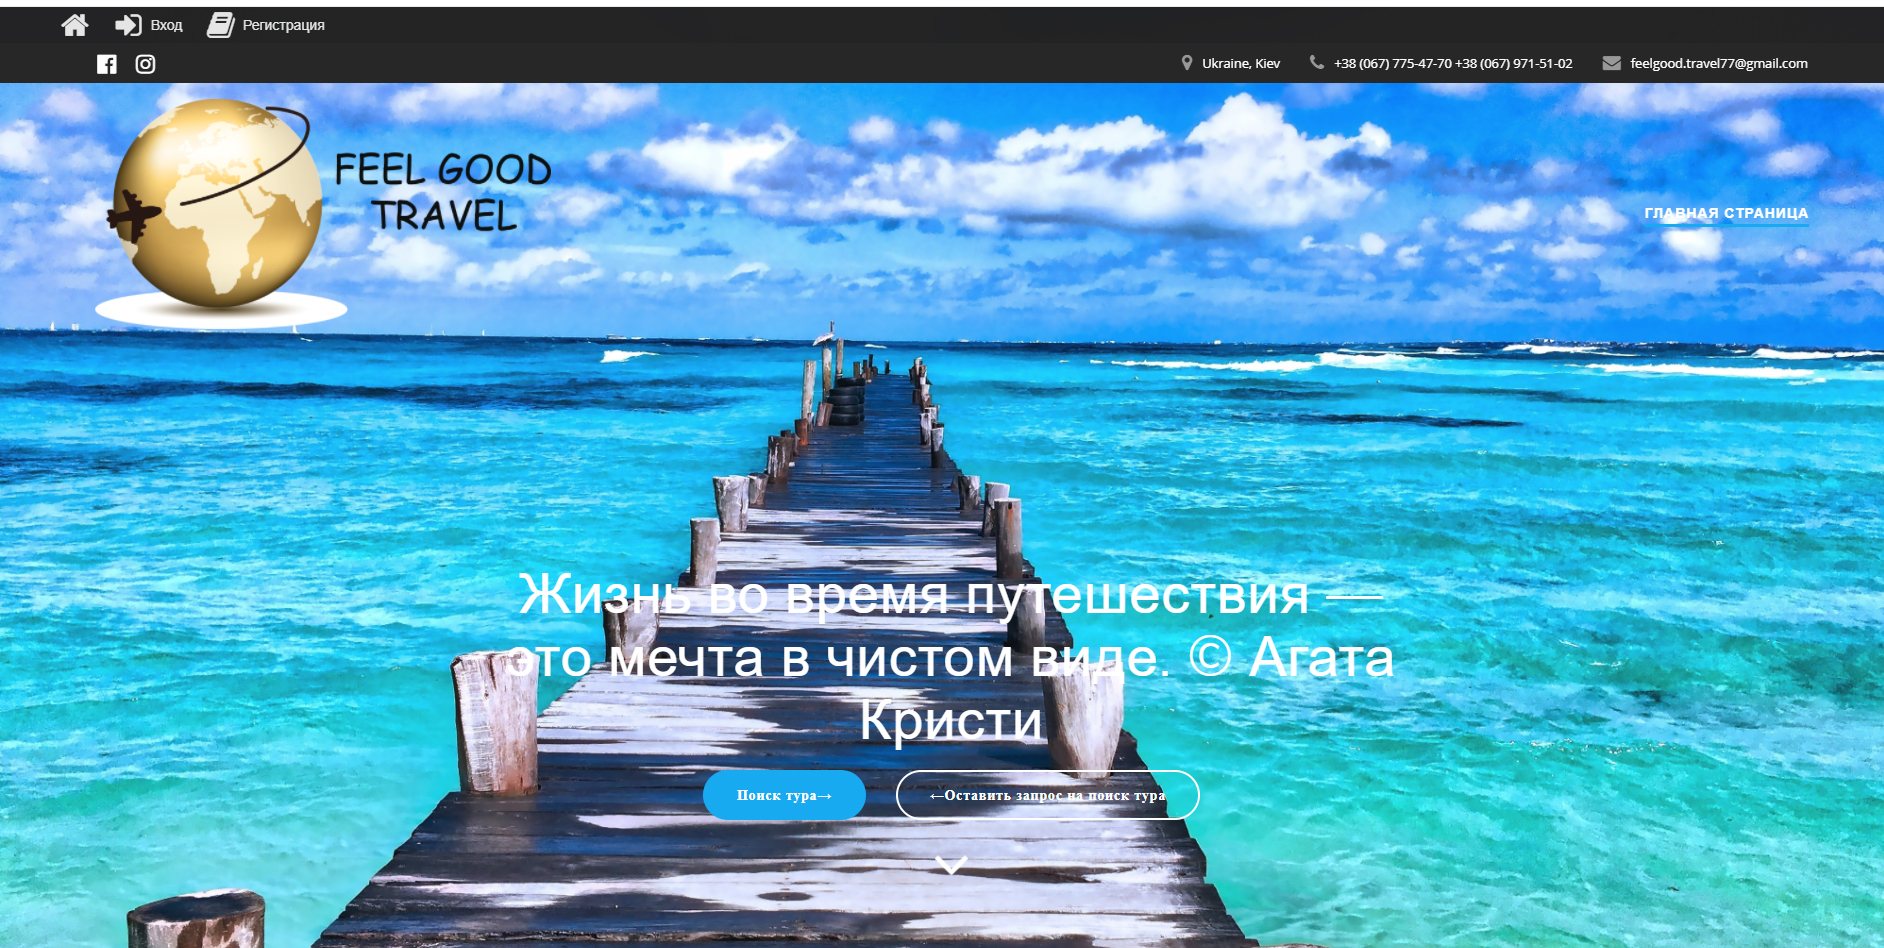 Вход
Регистрация
Ukraine, Kiev
+38 (067) 775-47-70 +38 (067) 971-51-02
feelgood.travel77@gmail.com
FEEL GOOD
TRAVEL
ГЛАВНАЯ СТРАНИЦА
Жизнь во время путешествия —
это мечта в чистом виде. © Агата
Кристи
Поиск тура→
←Оставить запрос на поиск тура